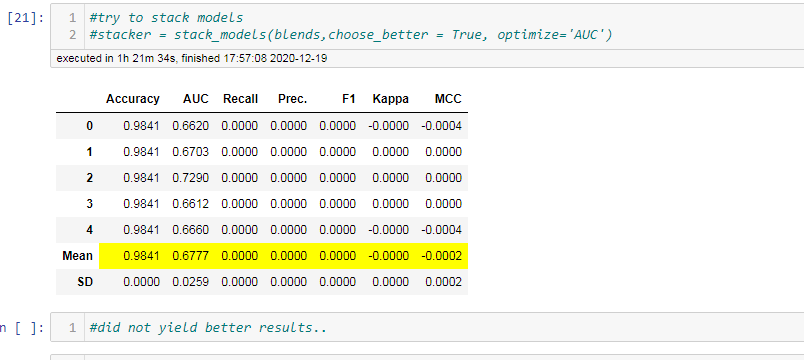 [21]: 1 #try to stack models
2 #stacker = stack_models(blends,choose_better = True, optimize='AUC')
executed in 1h 21m 34s, finished 17:57:08 2020-12-19
Accuracy AUC Recall Prec. F1 Kappa MCC
0 0.9841 0.6620 0.0000 0.0000 0.0000 -0.0000 -0.0004
1 0.9841 0.6703 0.0000 0.0000 0.0000 0.0000 0.0000
2 0.9841 0.7290 0.0000 0.0000 0.0000 0.0000 0.0000
3 0.9841 0.6612 0.0000 0.0000 0.0000 0.0000 0.0000
4 0.9841 0.6660 0.0000 0.0000 0.0000 -0.0000 -0.0004
Mean 0.9841 0.6777 0.0000 0.0000 0.0000 -0.0000 -0.0002
SD 0.0000 0.0259 0.0000 0.0000 0.0000 0.0000 0.0002
n [ ]: 1 #did not yield better results..